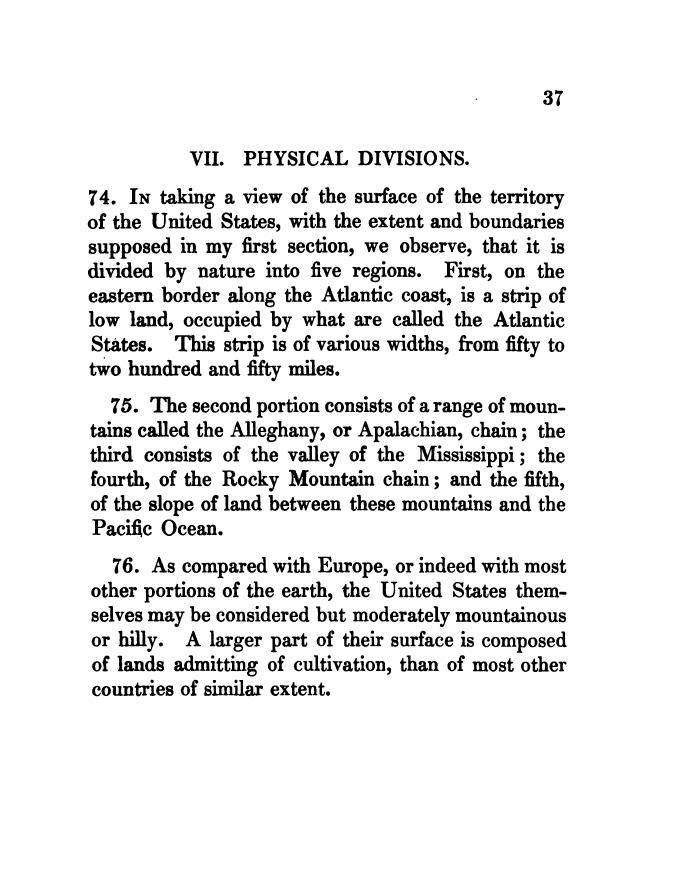 37
VII. PHYSICAL DIVISIONS.
74. In taking a view of the surface of the territory
of the United States, with the extent and boundaries
supposed in my first section, we observe, that it is
divided by nature into five regions. First, on the
eastern border along the Atlantic coast, is a strip of
low land, occupied by what are called the Atlantic
States. This strip is of various widths, from fifty to
two hundred and fifty miles.
75. The second portion consists of a range of moun-
tains called the Alleghany, or Apalachian, chain; the
third consists of the valley of the Mississippi; the
fourth, of the Rocky Mountain chain; and the fifth,
of the slope of land between these mountains and the
Pacific Ocean.
76. As compared with Europe, or indeed with most
other portions of the earth, the United States them-
selves may be considered but moderately mountainous
or hilly. A larger part of their surface is composed
of lands admitting of cultivation, than of most other
countries of similar extent.